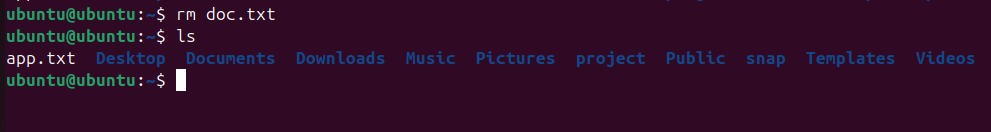 ubuntu@ubuntu:~$ rm doc.txt
ubuntu@ubuntu:~$ ls
app.txt Desktop Documents Downloads Music Pictures project Public snap Templates Videos
ubuntu@ubuntu:~$